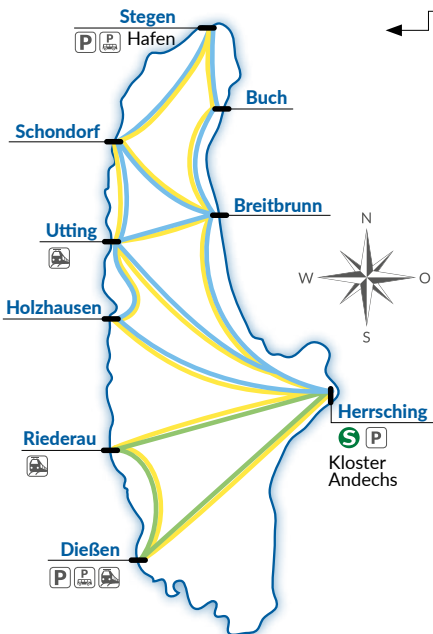 Stegen
P P Hafen
Buch
Schondorf
Breitbrunn
Utting
N
W O
S
Holzhausen
Herrsching
S P
Kloster
Andechs
Riederau
Dießen
P P